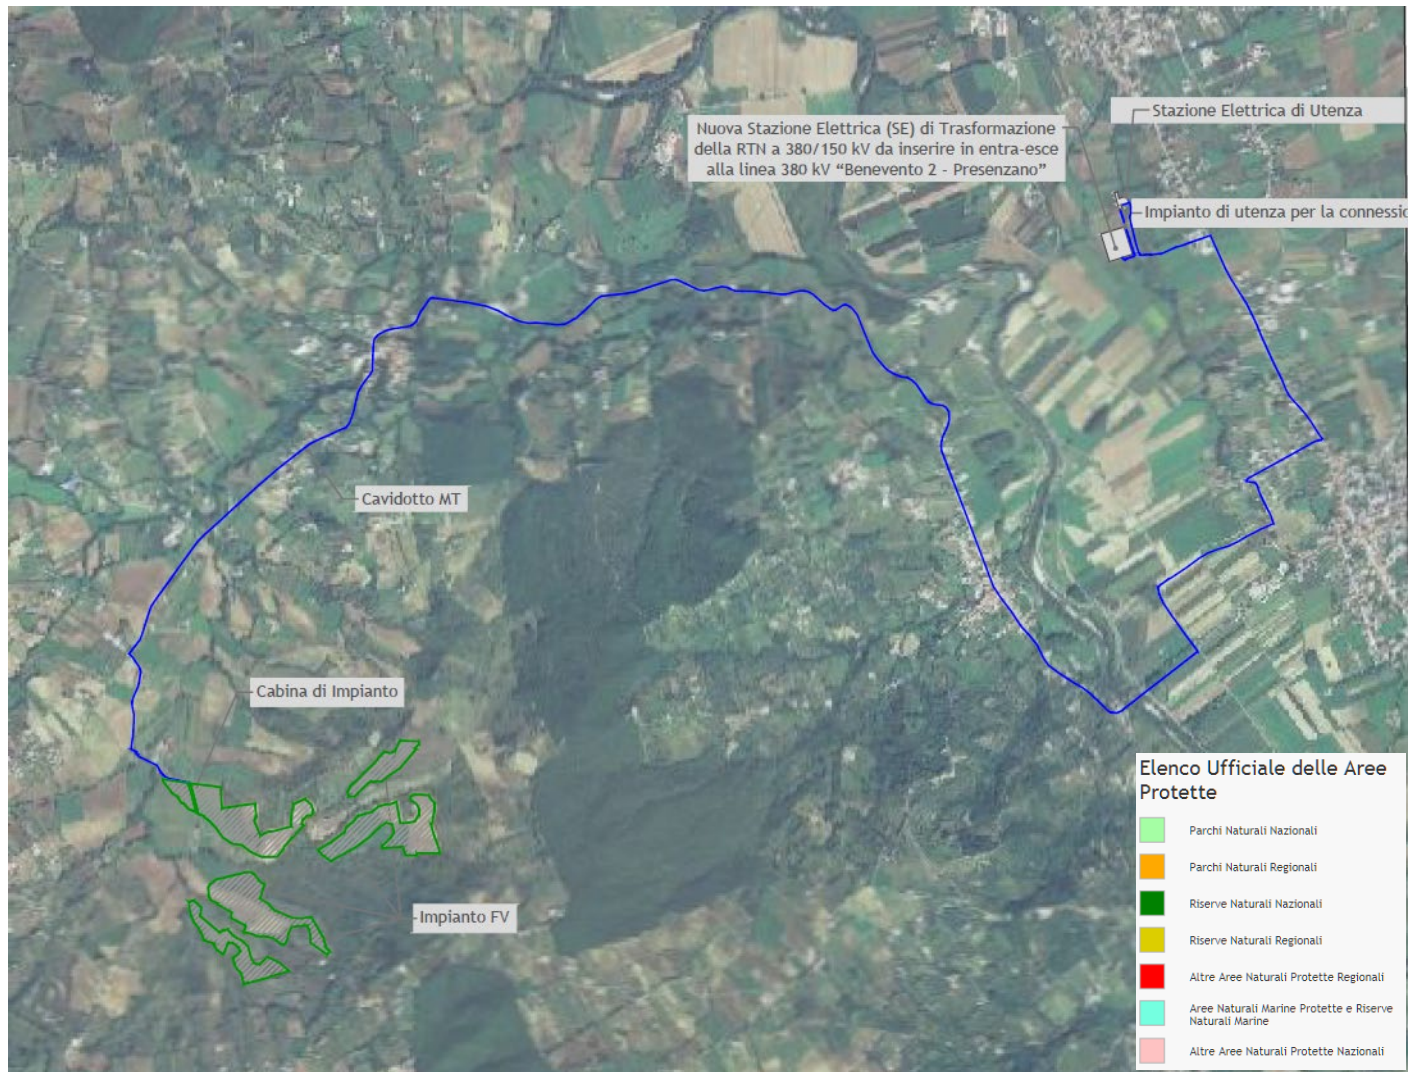 Stazione Elettrica di Utenza
Nuova Stazione Elettrica (SE) di Trasformazione
della RTN a 380/150 kV da inserire in entra-esce
alla linea 380 kV “Benevento 2 - Presenzano”
Impianto di utenza per la connessio
Cavidotto MT
Cabina di Impianto
Impianto FV
Elenco Ufficiale delle Aree
Protette
Parchi Naturali Nazionali
Parchi Naturali Regionali
Riserve Naturali Nazionali
Riserve Naturali Regionali
Altre Aree Naturali Protette Regionali
Aree Naturali Marine Protette e Riserve
Naturali Marine
Altre Aree Naturali Protette Nazionali